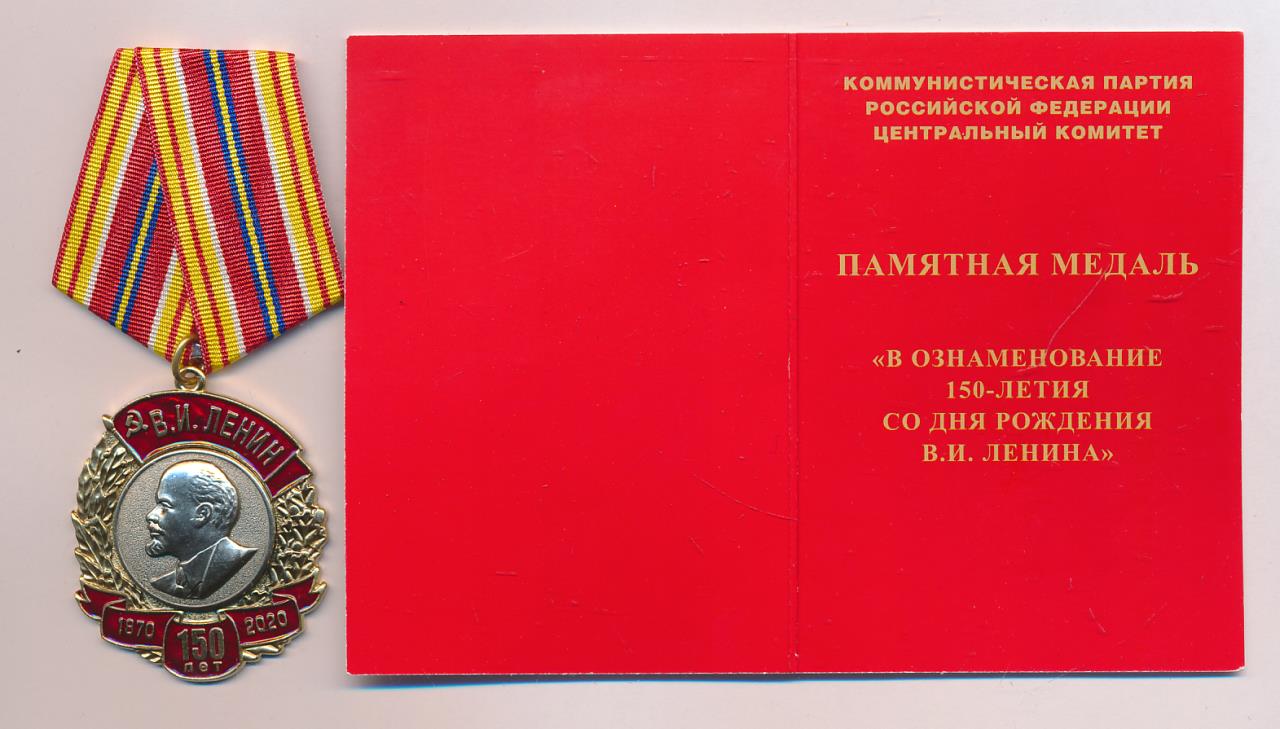 В.И. ЛЕНИН
1870
2020
150
лет
КОММУНИСТИЧЕСКАЯ ПАРТИЯ
РОССИЙСКОЙ ФЕДЕРАЦИИ
ЦЕНТРАЛЬНЫЙ КОМИТЕТ
ПАМЯТНАЯ МЕДАЛЬ
«В ОЗНАМЕНОВАНИЕ
150-ЛЕТИЯ
СО ДНЯ РОЖДЕНИЯ
В.И. ЛЕНИНА»